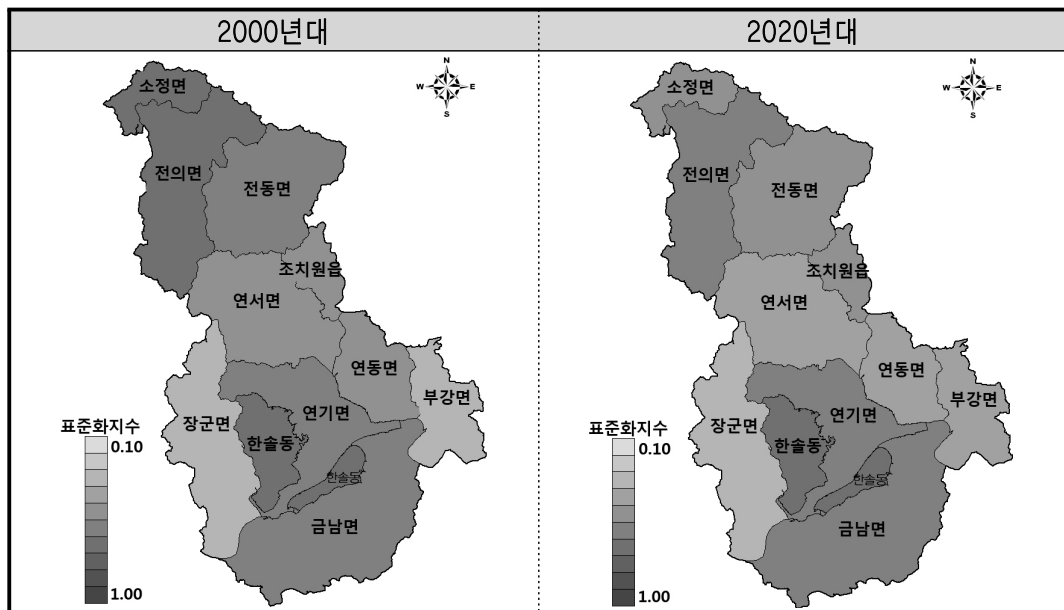 2000년대
2020년대
N
W E
S
소정면
전의면
전동면
조치원읍
연서면
연동면
부강면
장군면
연기면
한솔동
한솔동
금남면
표준화지수
0.10
1.00
N
W E
S
소정면
전의면
전동면
조치원읍
연서면
연동면
부강면
장군면
연기면
한솔동
한솔동
금남면
표준화지수
0.10
1.00